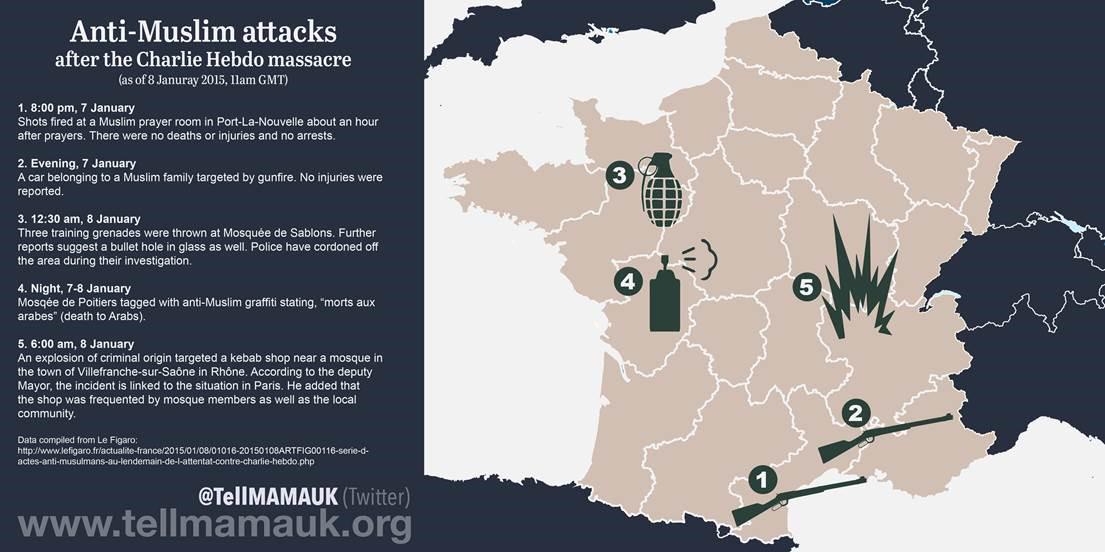 Anti-Muslim attacks
after the Charlie Hebdo massacre
(as of 8 Januray 2015, 11am GMT)
1. 8:00 pm, 7 January
Shots fired at a Muslim prayer room in Port-La-Nouvelle about an hour
after prayers. There were no deaths or injuries and no arrests.
2. Evening, 7 January
A car belonging to a Muslim family targeted by gunfire. No injuries were
reported.
3. 12:30 am, 8 January
Three training grenades were thrown at Mosquée de Sablons. Further
reports suggest a bullet hole in glass as well. Police have cordoned off
the area during their investigation.
4. Night, 7-8 January
Mosqée de Poitiers tagged with anti-Muslim graffiti stating, “morts aux
arabes” (death to Arabs).
5. 6:00 am, 8 January
An explosion of criminal origin targeted a kebab shop near a mosque in
the town of Villefranche-sur-Saône in Rhône. According to the deputy
Mayor, the incident is linked to the situation in Paris. He added that
the shop was frequented by mosque members as well as the local
community.
Data compiled from Le Figaro:
http://www.lefigaro.fr/actualite-france/2015/01/08/01016-20150108ARTFIG00116-serie-d-
actes-anti-musulmans-au-lendemain-de-l-attentat-contre-charlie-hebdo.php
@TellMAMAUK (Twitter)
www.tellmamauk.org
3
4
5
2
1